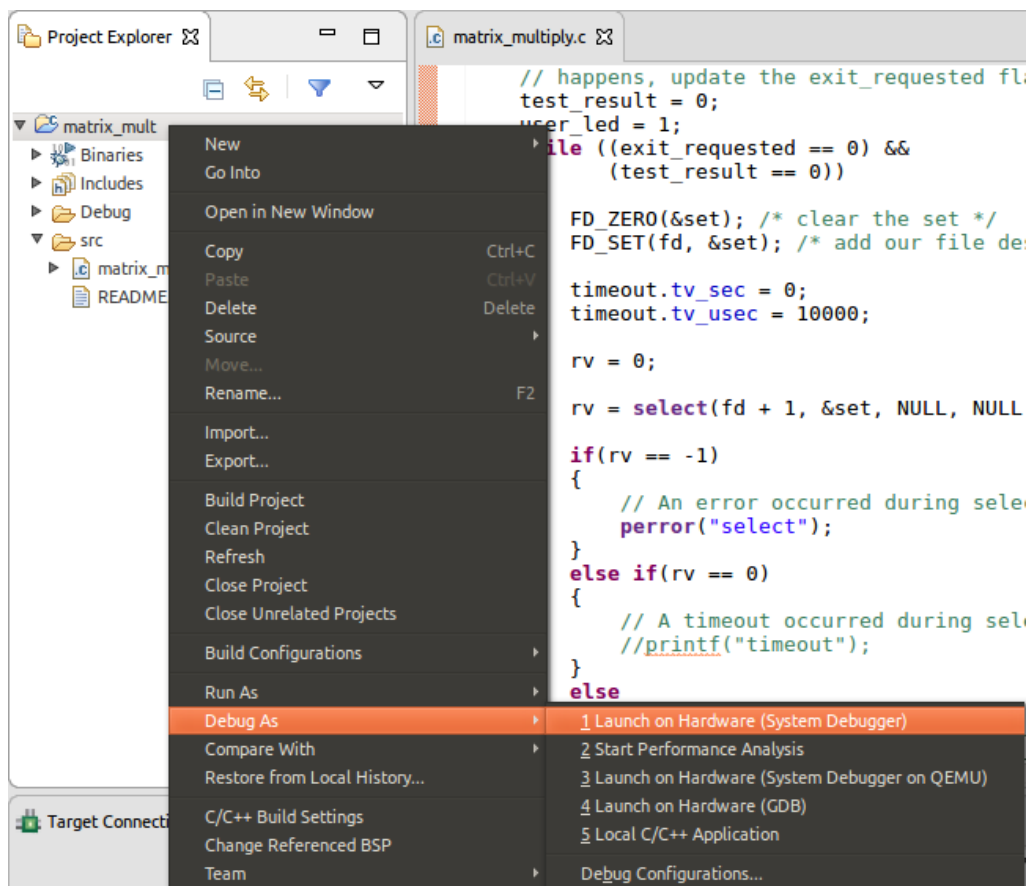 Project Explorer
matrix_multiply.c
matrix_mult
Binaries
Includes
Debug
src
README
Target
New
Go Into
Open in New Window
Copy Ctrl+C
Paste Ctrl+V
Delete Delete
Source
Move...
Rename... F2
Import...
Export...
Build Project
Clean Project
Refresh
Close Project
Close Unrelated Projects
Build Configurations
Run As
Debug As
Compare With
Restore from Local History...
C/C++ Build Settings
Change Referenced BSP
Team
1 Launch on Hardware (System Debugger)
2 Start Performance Analysis
3 Launch on Hardware (System Debugger on QEMU)
4 Launch on Hardware (GDB)
5 Local C/C++ Application
Debug Configurations...
// happens, update the exit_requested
test_result = 0;
user_led = 1;
ile ((exit_requested == 0) &&
(test_result == 0))
FD_ZERO(&set); /* clear the set */
FD_SET(fd, &set); /* add our file
timeout.tv_sec = 0;
timeout.tv_usec = 10000;
rv = 0;
rv = select(fd + 1, &set, NULL, NULL
if(rv == -1)
{
// An error occurred during
perror("select");
}
else if(rv == 0)
{
// A timeout occurred during
//printf("timeout");
}
else